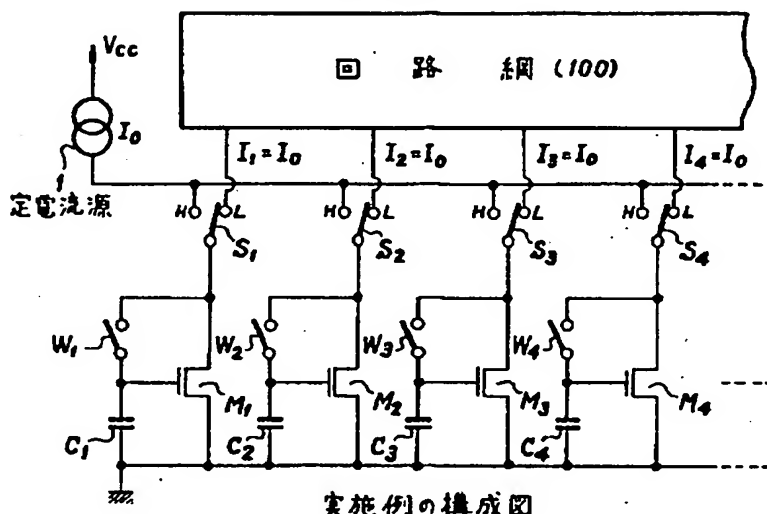 Vcc
回路網(100)
I0
I1=I0 I2=I0 I3=I0 I4=I0
1
定電流源
H L H L H L H L
S1 S2 S3 S4
W1 W2 W3 W4
M1 M2 M3 M4
C1 C2 C3 C4
実施例の構成図